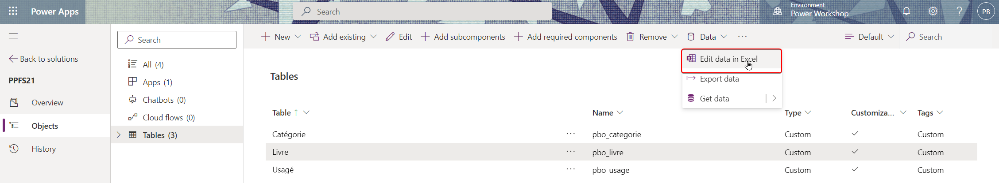 Power Apps
Search
Environment
Power Workshop
PB
Back to solutions
PPFS21
Overview
Objects
History
Search
All (4)
Apps (1)
Chatbots (0)
Cloud flows (0)
Tables (3)
New
Add existing
Edit
Add subcomponents
Add required components
Remove
Data
Default
Search
Edit data in Excel
Export data
Get data
Tables
Table Name Type Customiza... Tags
Catégorie ... pbo_categorie Custom Custom
Livre ... pbo_livre Custom Custom
Usagé ... pbo_usage Custom Custom